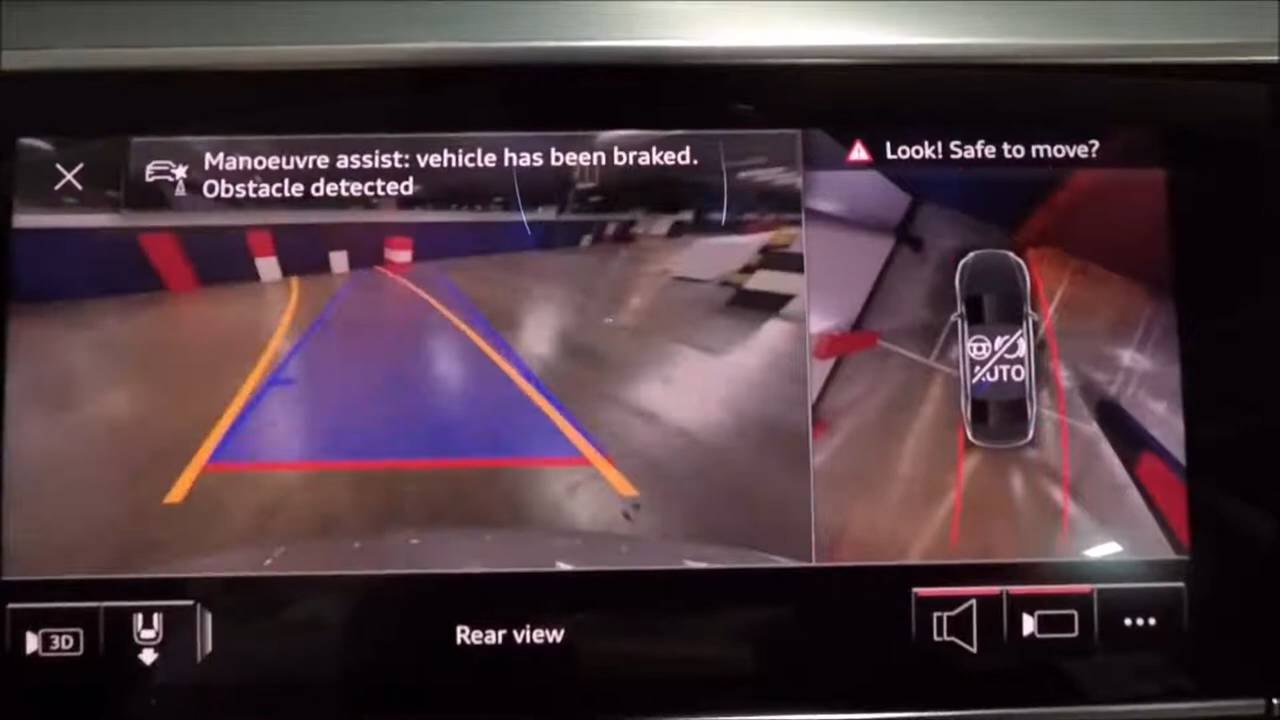 Manoeuvre assist: vehicle has been braked.
Obstacle detected
Look! Safe to move?
AUTO
3D
Rear view